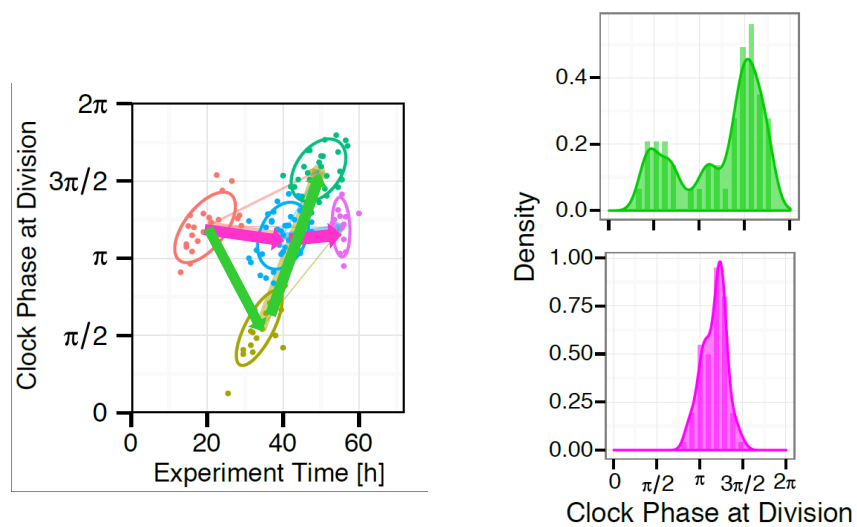 2π
3π/2
π
π/2
0
Clock Phase at Division
0 20 40 60
Experiment Time [h]
0.4
0.2
0.0
Density
1.00
0.75
0.50
0.25
0.00
0 π/2 π 3π/2 2π
Clock Phase at Division